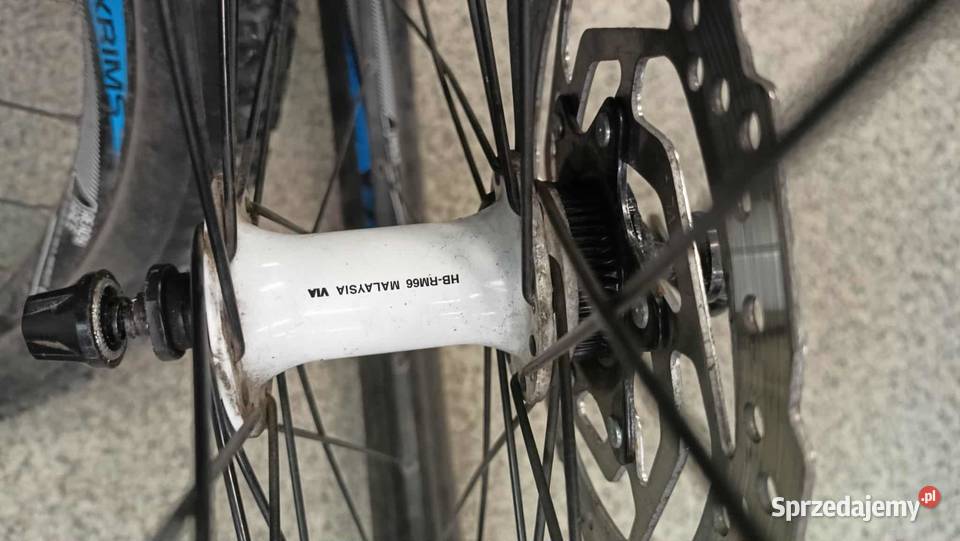 KRIMS
HB-RM66 MALAYSIA VIA
Sprzedajemy.pl